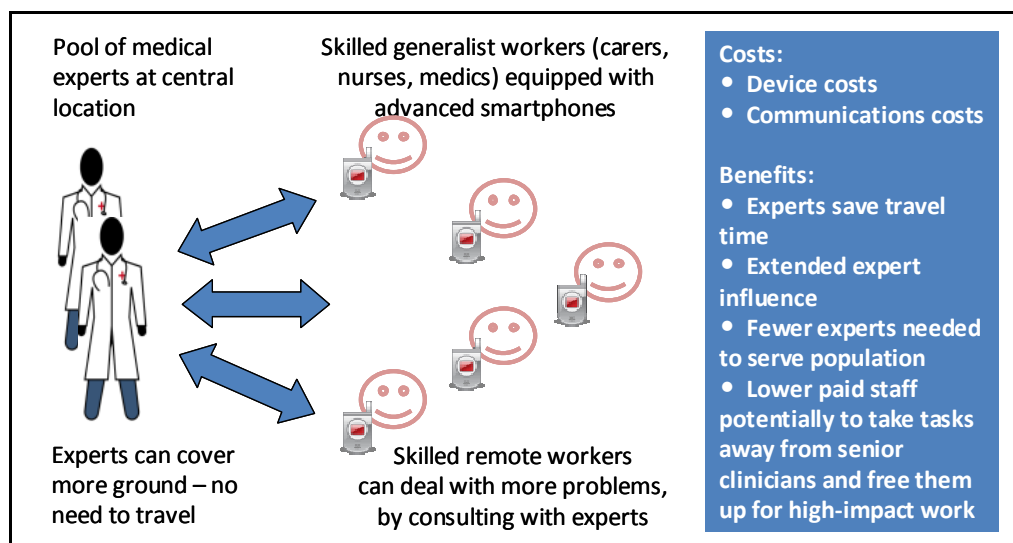 Pool of medical
experts at central
location
Skilled generalist workers (carers,
nurses, medics) equipped with
advanced smartphones
Experts can cover
more ground – no
need to travel
Skilled remote workers
can deal with more problems,
by consulting with experts
Costs:
• Device costs
• Communications costs
Benefits:
• Experts save travel
time
• Extended expert
influence
• Fewer experts needed
to serve population
• Lower paid staff
potentially to take tasks
away from senior
clinicians and free them
up for high-impact work